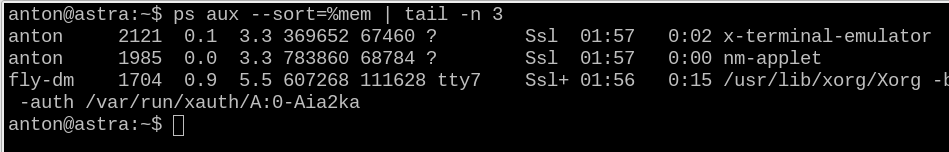 anton@astra:~$ ps aux --sort=%mem | tail -n 3
anton     2121  0.1  3.3 369652 67460 ?        Ssl  01:57   0:02 x-terminal-emulator
anton     1985  0.0  3.3 783860 68784 ?        Ssl  01:57   0:00 nm-applet
fly-dm    1704  0.9  5.5 607268 111628 tty7    Ssl+ 01:56   0:15 /usr/lib/xorg/Xorg -b
 -auth /var/run/xauth/A:0-Aia2ka
anton@astra:~$